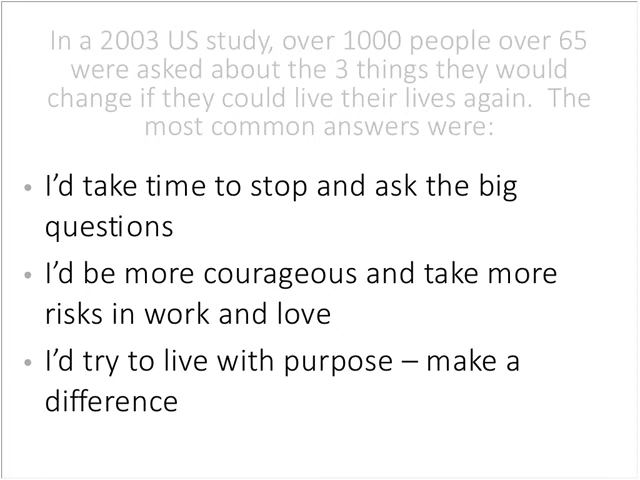 In a 2003 US study, over 1000 people over 65
were asked about the 3 things they would
change if they could live their lives again.  The
most common answers were:
• I’d take time to stop and ask the big
questions
• I’d be more courageous and take more
risks in work and love
• I’d try to live with purpose – make a
difference